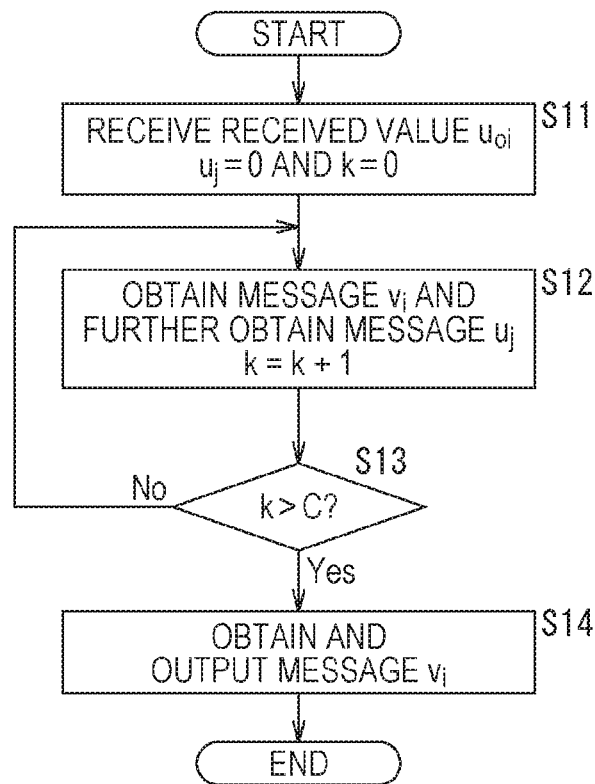 START
S11
RECEIVE RECEIVED VALUE u₀ᵢ
uⱼ = 0 AND k = 0
S12
OBTAIN MESSAGE vᵢ AND
FURTHER OBTAIN MESSAGE uⱼ
k = k + 1
S13
No
k > C?
Yes
S14
OBTAIN AND
OUTPUT MESSAGE vᵢ
END